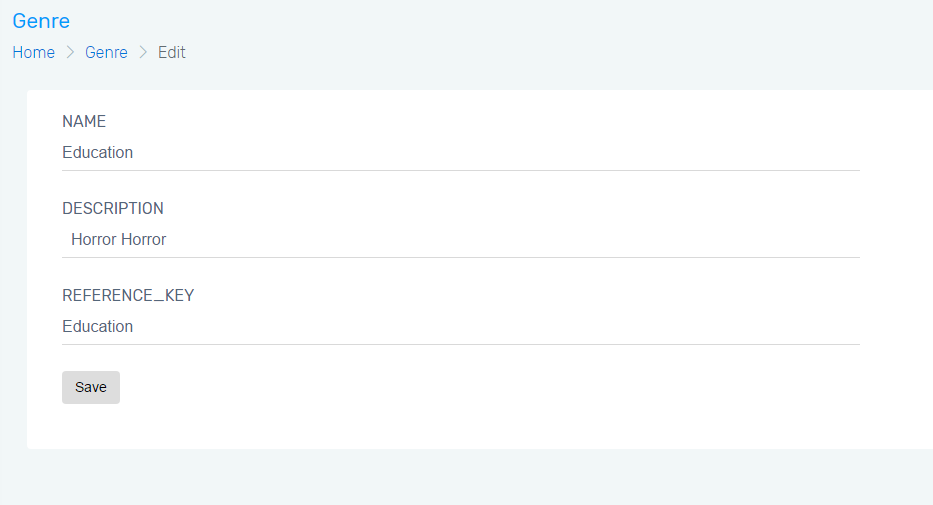 Genre
Home > Genre > Edit
NAME
Education
DESCRIPTION
Horror Horror
REFERENCE_KEY
Education
Save